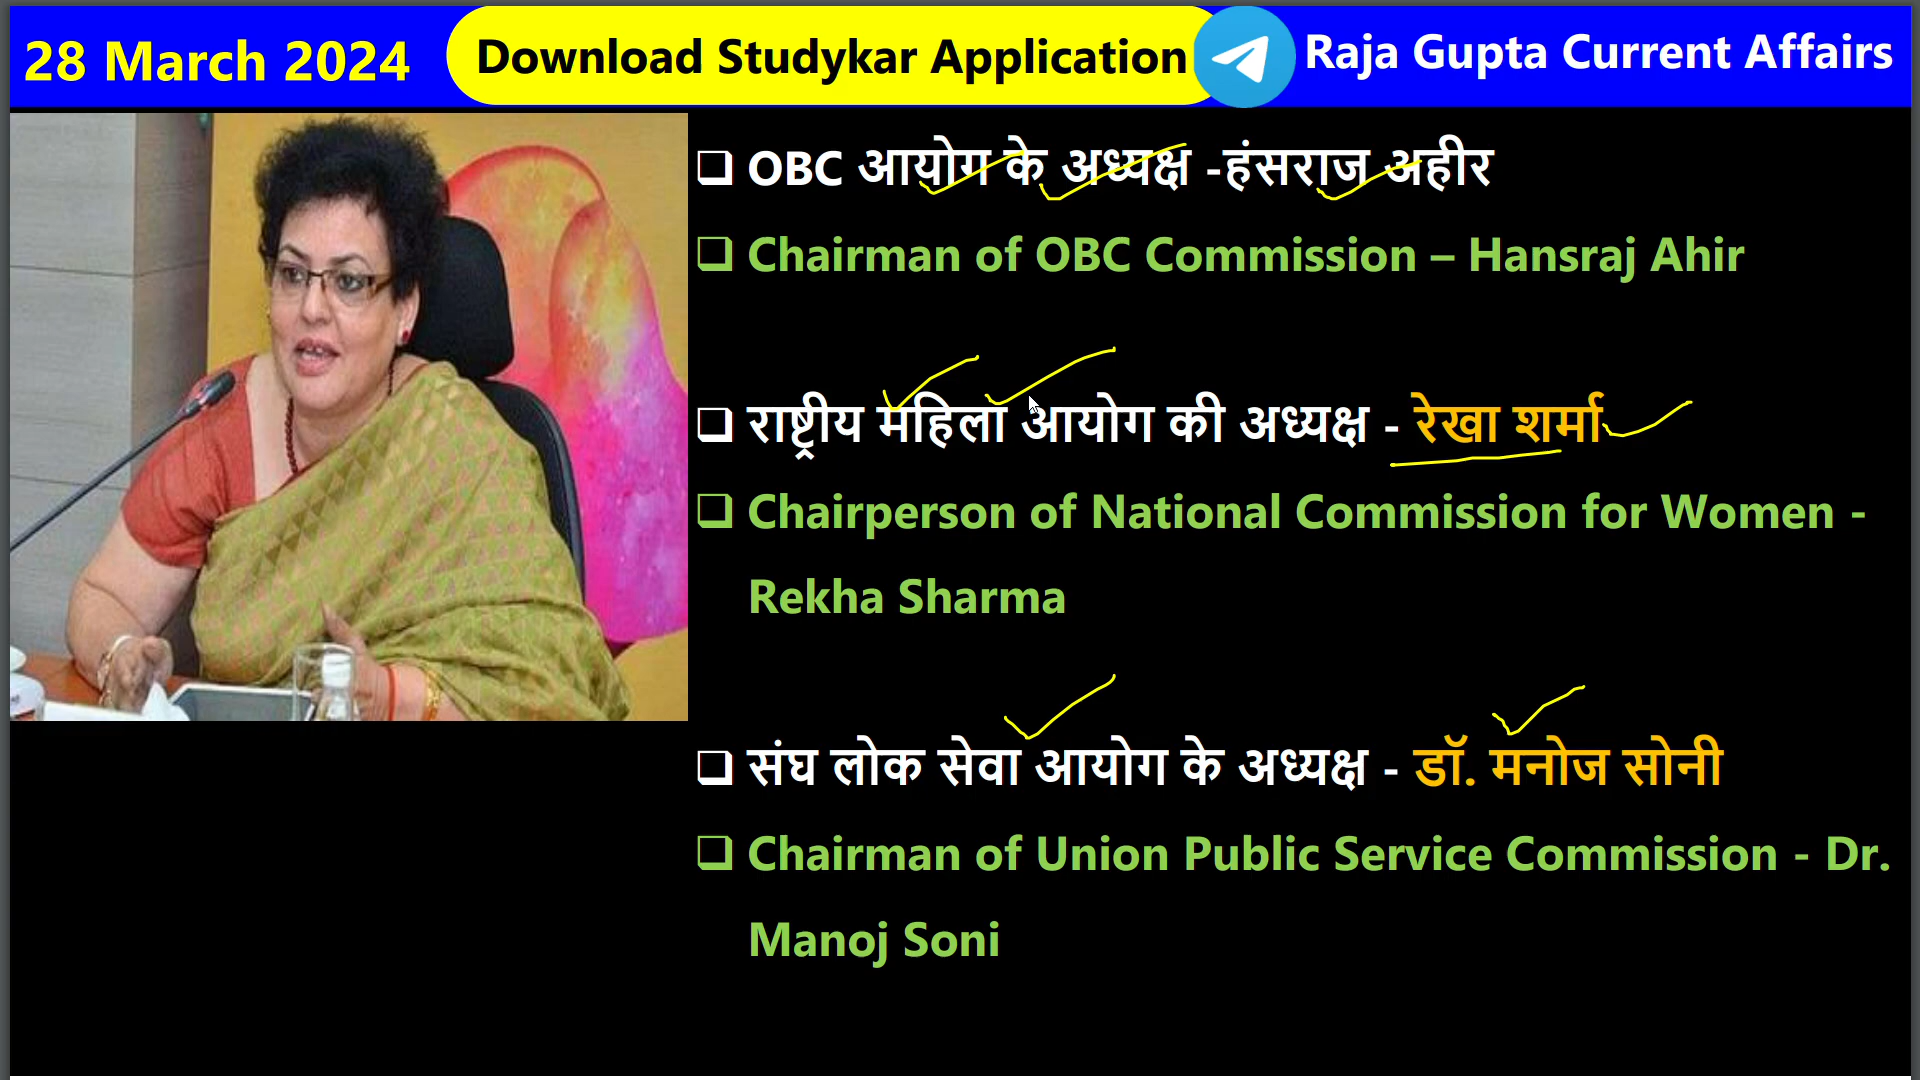 28 March 2024
Download Studykar Application
Raja Gupta Current Affairs
❑ OBC आयोग के अध्यक्ष -हंसराज अहीर
❑ Chairman of OBC Commission – Hansraj Ahir
❑ राष्ट्रीय महिला आयोग की अध्यक्ष - रेखा शर्मा
❑ Chairperson of National Commission for Women -
Rekha Sharma
❑ संघ लोक सेवा आयोग के अध्यक्ष - डॉ. मनोज सोनी
❑ Chairman of Union Public Service Commission - Dr.
Manoj Soni